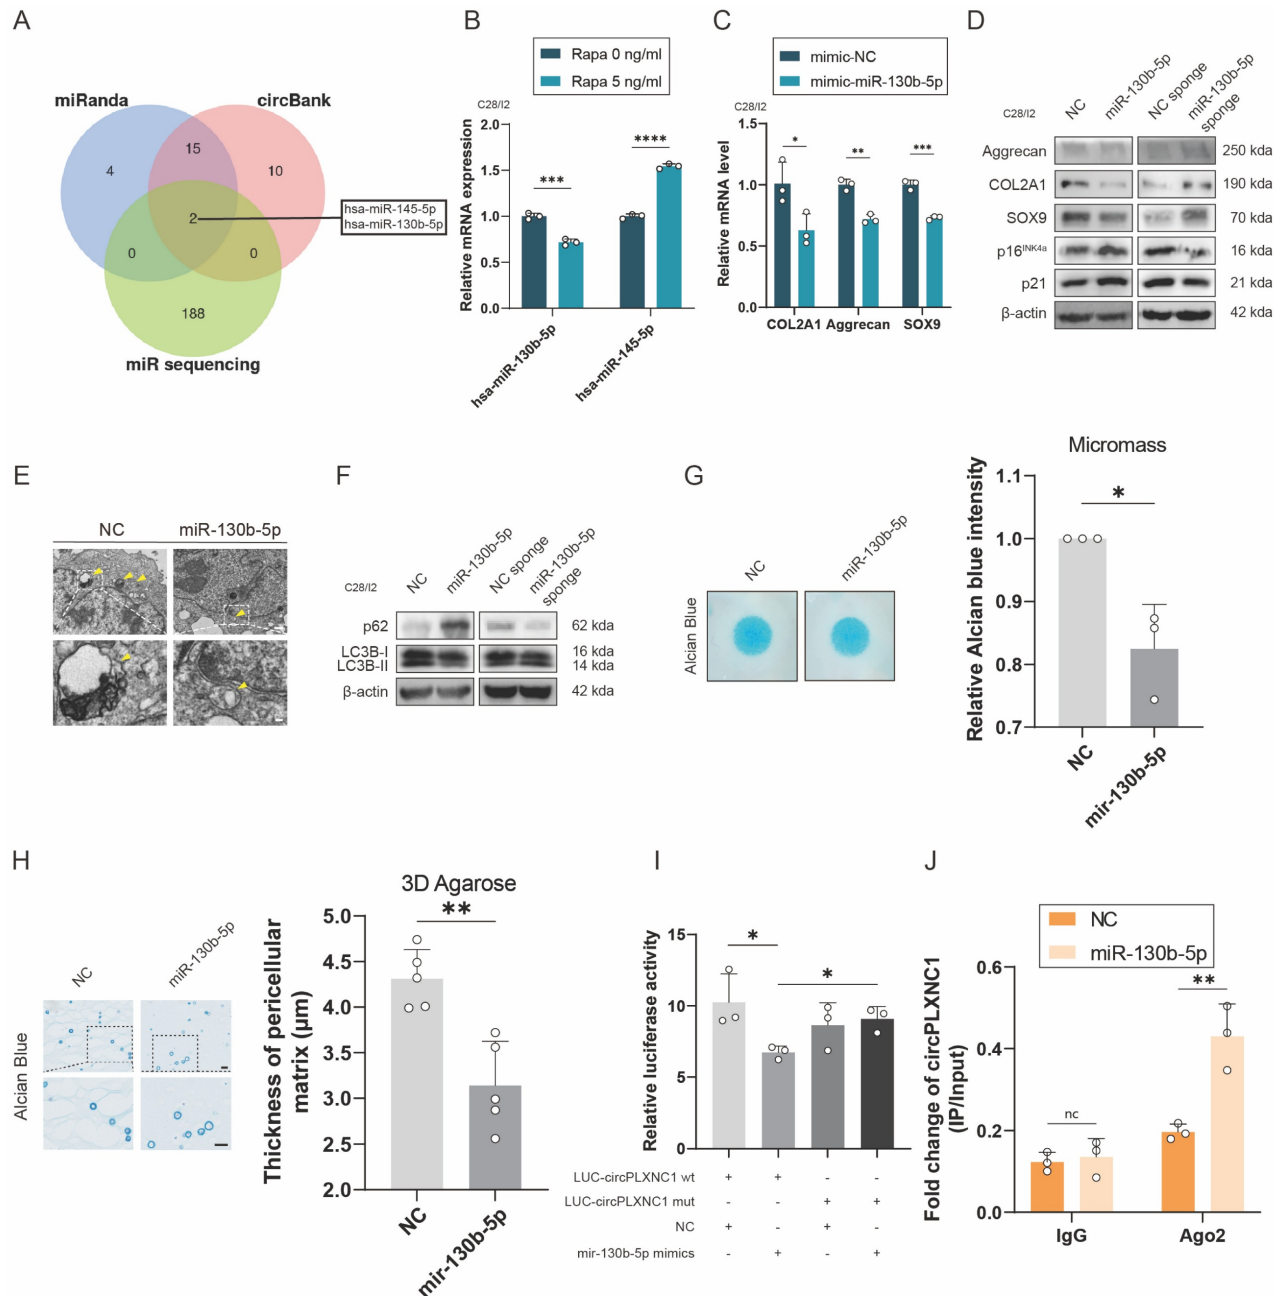 A
miRanda
circBank
4
15
10
2
hsa-miR-145-5p
hsa-miR-130b-5p
0
0
188
miR sequencing
B
Rapa 0 ng/ml
Rapa 5 ng/ml
C28/I2
Relative mRNA expression
2.0
1.5
1.0
0.5
0.0
***
****
hsa-miR-130b-5p
hsa-miR-145-5p
C
mimic-NC
mimic-miR-130b-5p
C28/I2
Relative mRNA level
1.5
1.0
0.5
0.0
*
**
***
COL2A1 Aggrecan SOX9
D
C28/I2
NC
miR-130b-5p
NC sponge
miR-130b-5p
sponge
Aggrecan 250 kda
COL2A1 190 kda
SOX9 70 kda
p16INK4a 16 kda
p21 21 kda
β-actin 42 kda
E
NC
miR-130b-5p
F
C28/I2
NC
miR-130b-5p
NC sponge
miR-130b-5p
sponge
p62 62 kda
LC3B-I 16 kda
LC3B-II 14 kda
β-actin 42 kda
G
NC
miR-130b-5p
Alcian Blue
Micromass
Relative Alcian blue intensity
1.1
1.0
0.9
0.8
0.7
*
NC
mir-130b-5p
H
NC
miR-130b-5p
Alcian Blue
3D Agarose
Thickness of pericellular
matrix (μm)
5.0
4.5
4.0
3.5
3.0
2.5
2.0
**
NC
mir-130b-5p
I
Relative luciferase activity
15
10
5
0
*
*
LUC-circPLXNC1 wt + + - -
LUC-circPLXNC1 mut - - + +
NC + - + -
mir-130b-5p mimics - + - +
J
NC
miR-130b-5p
Fold change of circPLXNC1
(IP/Input)
0.6
0.4
0.2
0.0
nc
**
IgG
Ago2